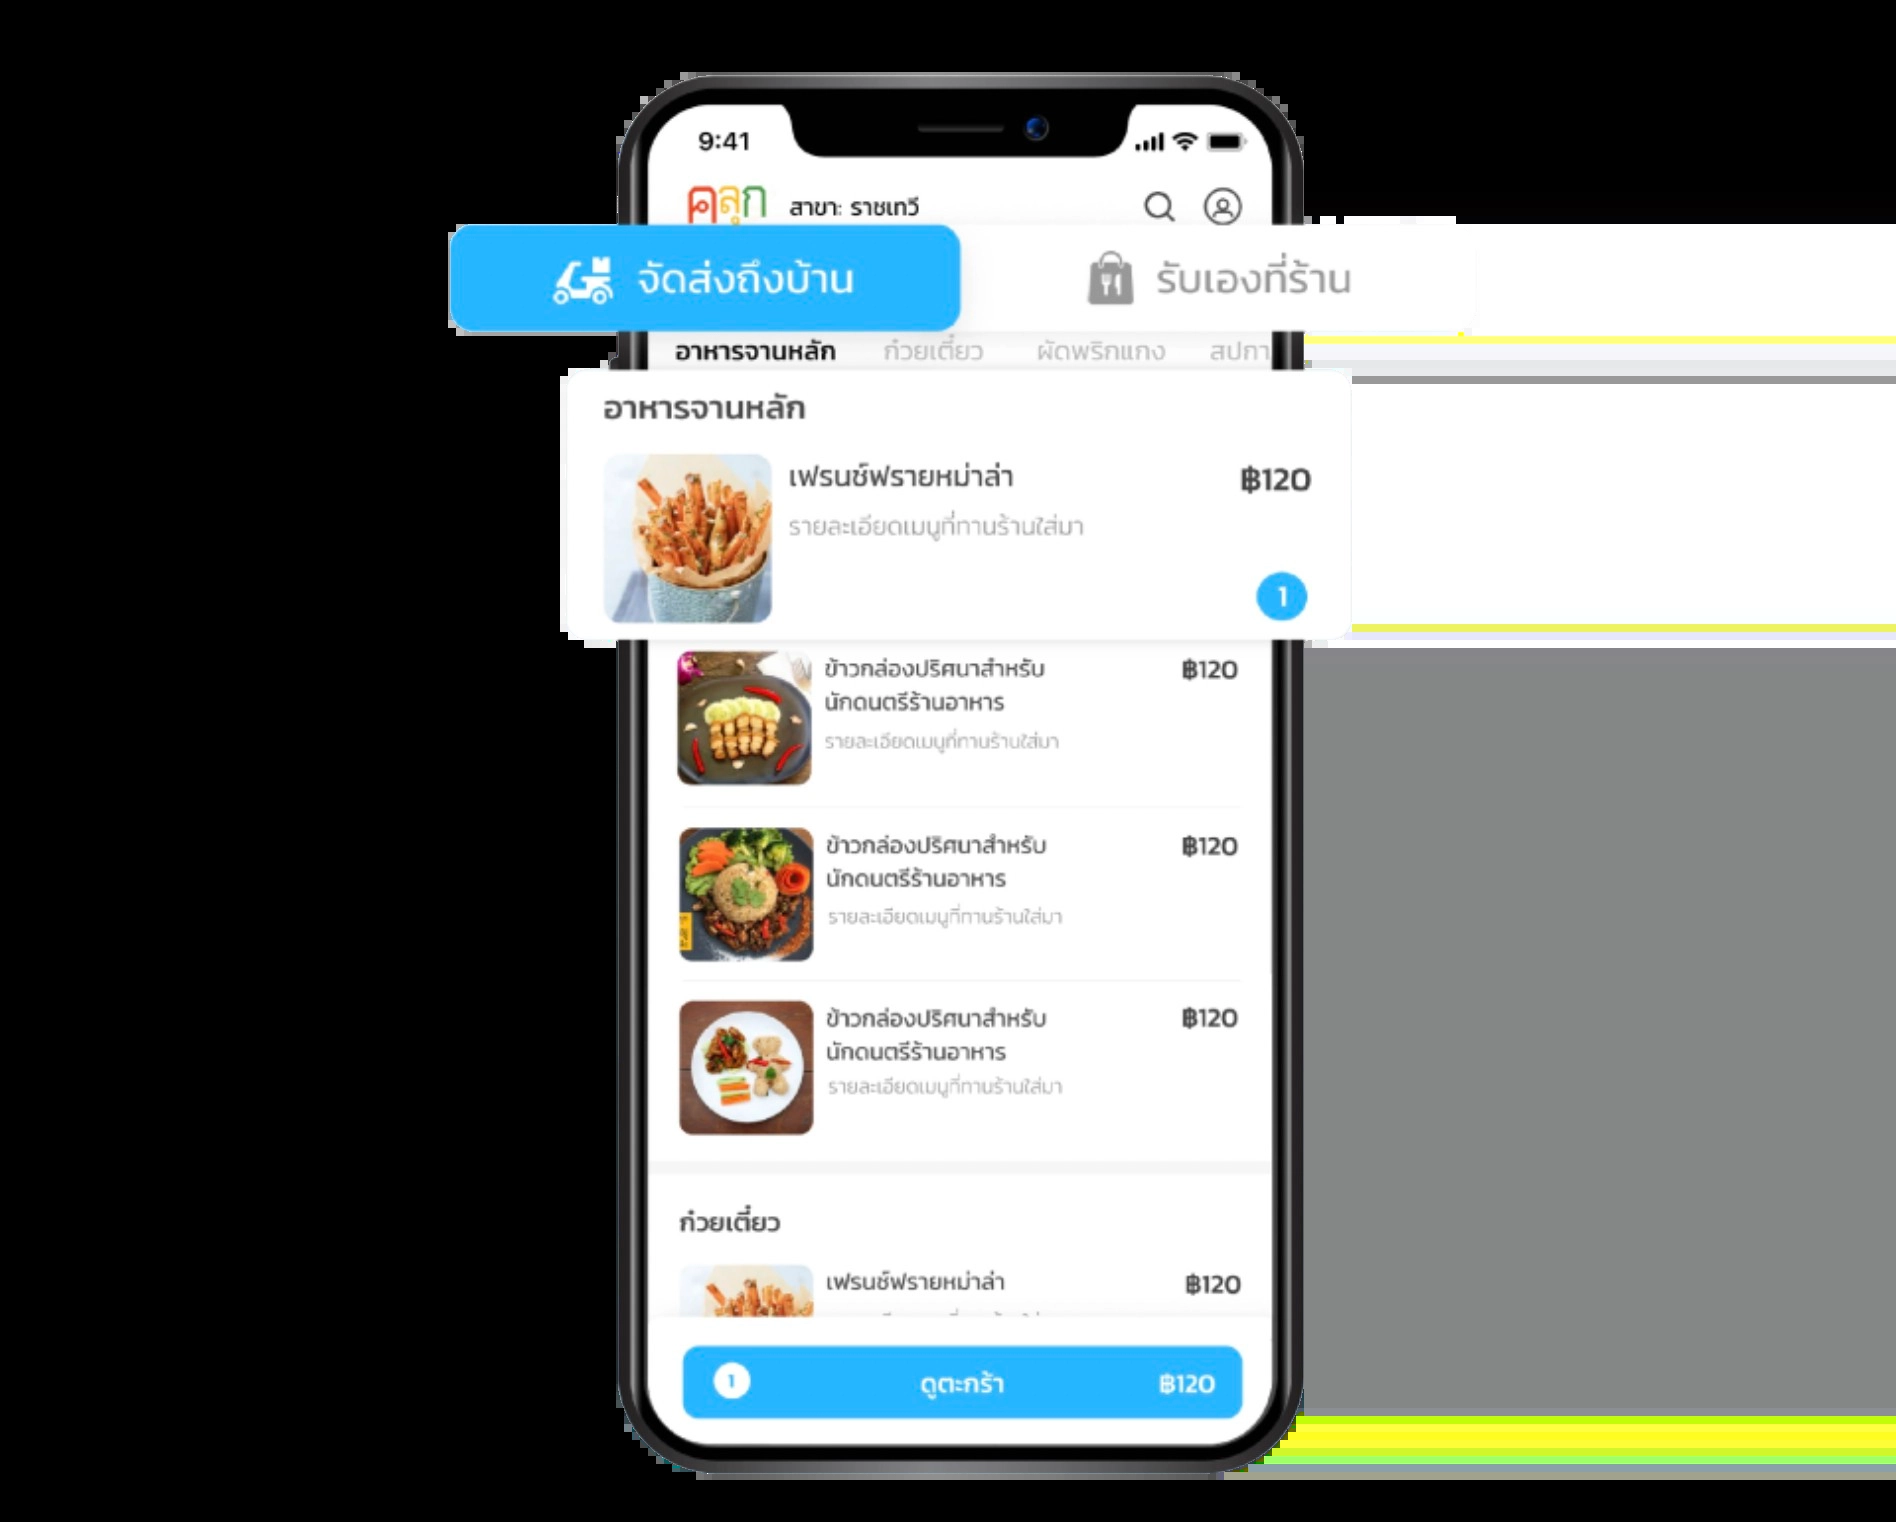 9:41
คลุก
สาขา: ราชเทวี
จัดส่งถึงบ้าน
รับเองที่ร้าน
อาหารจานหลัก
ก๋วยเตี๋ยว
ผัดพริกแกง
สปกา
อาหารจานหลัก
เฟรนช์ฟรายหม่าล่า
฿120
รายละเอียดเมนูที่ทานร้านใส่มา
1
ข้าวกล่องปริศนาสำหรับ
฿120
นักดนตรีร้านอาหาร
รายละเอียดเมนูที่ทานร้านใส่มา
ข้าวกล่องปริศนาสำหรับ
฿120
นักดนตรีร้านอาหาร
รายละเอียดเมนูที่ทานร้านใส่มา
ข้าวกล่องปริศนาสำหรับ
฿120
นักดนตรีร้านอาหาร
รายละเอียดเมนูที่ทานร้านใส่มา
ก๋วยเตี๋ยว
เฟรนช์ฟรายหม่าล่า
฿120
1
ดูตะกร้า
฿120